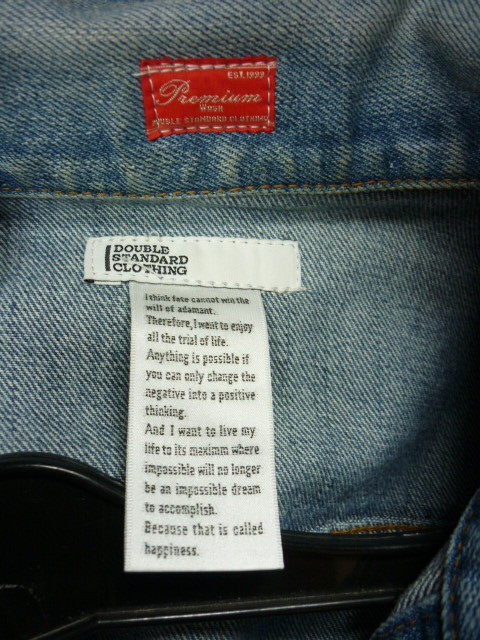 EST.1999
Premium
Wash
DOUBLE STANDARD CLOTHING
DOUBLE
STANDARD
CLOTHING
I think fate cannot win the
will of adamant.
Therefore, I want to enjoy
all the trial of life.
Anything is possible if
you can only change the
negative into a positive
thinking.
And I want to live my
life to its maximm where
impossible will no longer
be an impossible dream
to accomplish.
Because that is called
happiness.